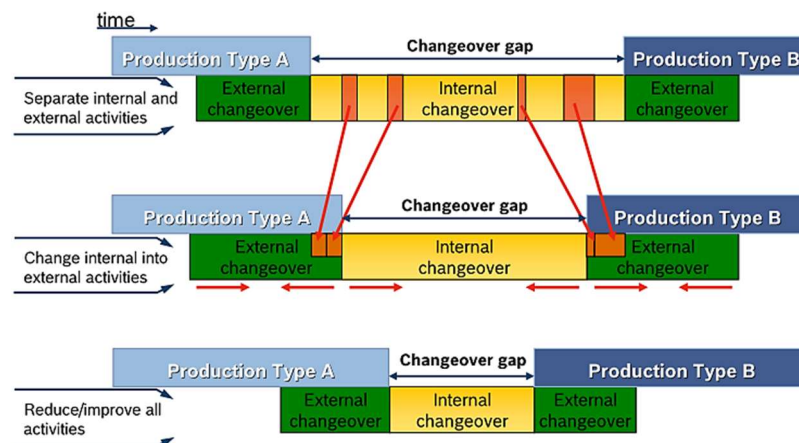 time
Production Type A
Changeover gap
Production Type B
Separate internal and
external activities
External
changeover
Internal
changeover
External
changeover
Production Type A
Changeover gap
Production Type B
Change internal into
external activities
External
changeover
Internal
changeover
External
changeover
Production Type A
Changeover gap
Production Type B
Reduce/improve all
activities
External
changeover
Internal
changeover
External
changeover